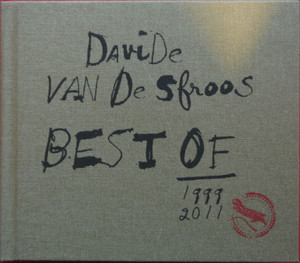 DaviDe
VAN De Sfroos
BEST OF
1999
2011